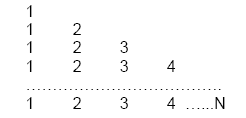 1
1 2
1 2 3
1 2 3 4
.......................................
1 2 3 4 ......N